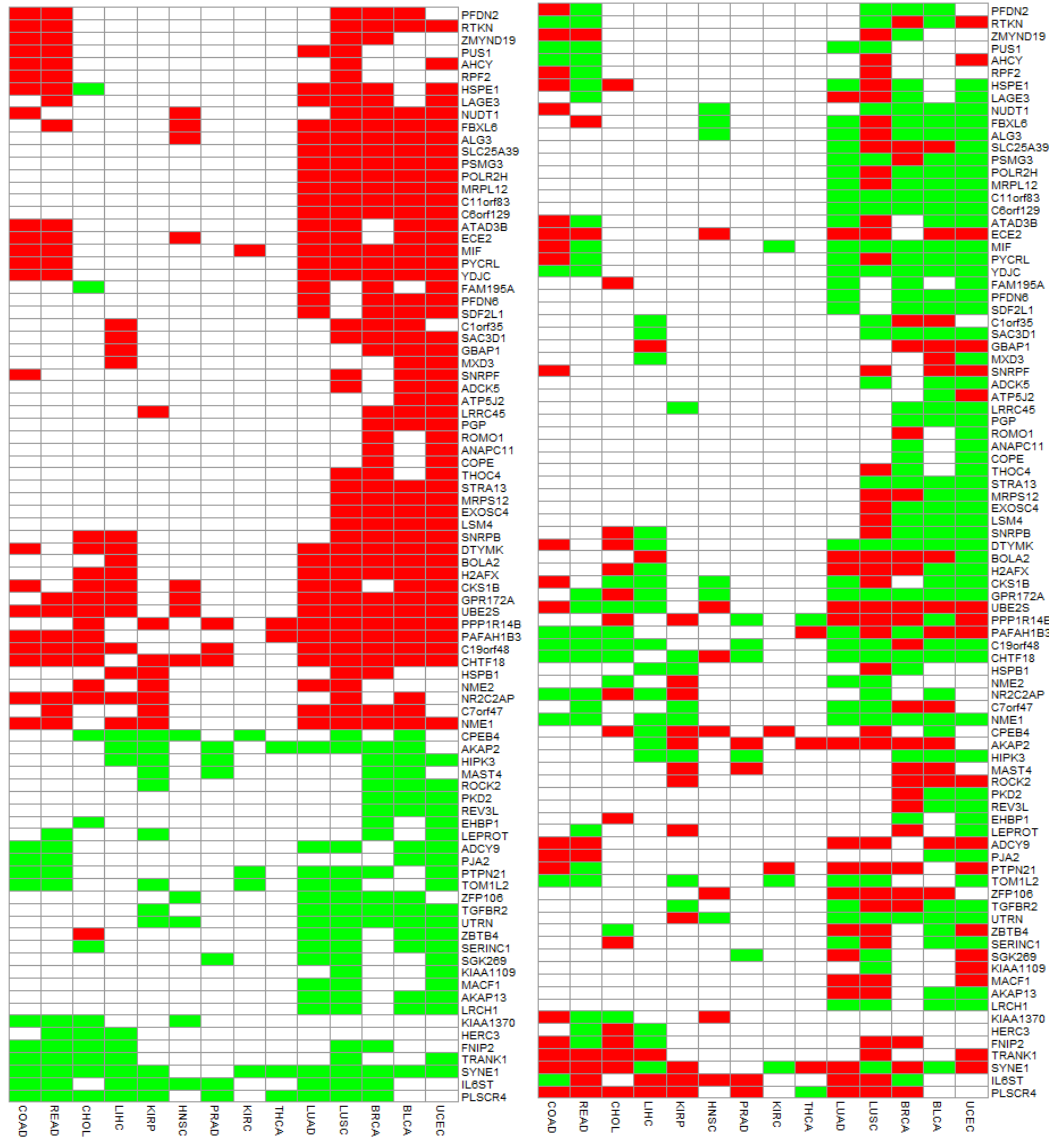 PFDN2
RTKN
ZMYND19
PUS1
AHCY
RPF2
HSPE1
LAGE3
NUDT1
FBXL6
ALG3
SLC25A39
PSMG3
POLR2H
MRPL12
C11orf83
C6orf129
ATAD3B
ECE2
MIF
PYCRL
YDJC
FAM195A
PFDN6
SDF2L1
C1orf35
SAC3D1
GBAP1
MXD3
SNRPF
ADCK5
ATP5J2
LRRC45
PGP
ROMO1
ANAPC11
COPE
THOC4
STRA13
MRPS12
EXOSC4
LSM4
SNRPB
DTYMK
BOLA2
H2AFX
CKS1B
GPR172A
UBE2S
PPP1R14B
PAFAH1B3
C19orf48
CHTF18
HSPB1
NME2
NR2C2AP
C7orf47
NME1
CPEB4
AKAP2
HIPK3
MAST4
ROCK2
PKD2
REV3L
EHBP1
LEPROT
ADCY9
PJA2
PTPN21
TOM1L2
ZFP106
TGFBR2
UTRN
ZBTB4
SERINC1
SGK269
KIAA1109
MACF1
AKAP13
LRCH1
KIAA1370
HERC3
FNIP2
TRANK1
SYNE1
IL6ST
PLSCR4
COAD
READ
CHOL
LIHC
KIRP
HNSC
PRAD
KIRC
THCA
LUAD
LUSC
BRCA
BLCA
UCEC
PFDN2
RTKN
ZMYND19
PUS1
AHCY
RPF2
HSPE1
LAGE3
NUDT1
FBXL6
ALG3
SLC25A39
PSMG3
POLR2H
MRPL12
C11orf83
C6orf129
ATAD3B
ECE2
MIF
PYCRL
YDJC
FAM195A
PFDN6
SDF2L1
C1orf35
SAC3D1
GBAP1
MXD3
SNRPF
ADCK5
ATP5J2
LRRC45
PGP
ROMO1
ANAPC11
COPE
THOC4
STRA13
MRPS12
EXOSC4
LSM4
SNRPB
DTYMK
BOLA2
H2AFX
CKS1B
GPR172A
UBE2S
PPP1R14B
PAFAH1B3
C19orf48
CHTF18
HSPB1
NME2
NR2C2AP
C7orf47
NME1
CPEB4
AKAP2
HIPK3
MAST4
ROCK2
PKD2
REV3L
EHBP1
LEPROT
ADCY9
PJA2
PTPN21
TOM1L2
ZFP106
TGFBR2
UTRN
ZBTB4
SERINC1
SGK269
KIAA1109
MACF1
AKAP13
LRCH1
KIAA1370
HERC3
FNIP2
TRANK1
SYNE1
IL6ST
PLSCR4
COAD
READ
CHOL
LIHC
KIRP
HNSC
PRAD
KIRC
THCA
LUAD
LUSC
BRCA
BLCA
UCEC